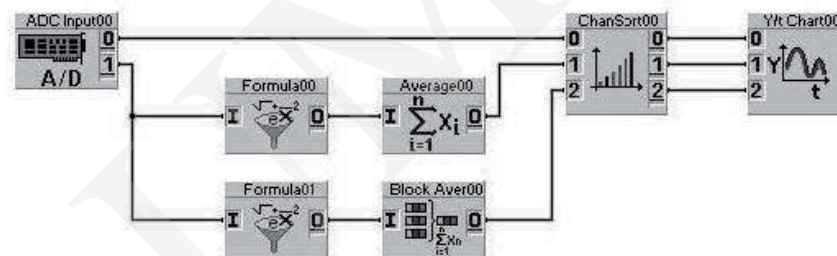 ADC Input00
0
1
A/D
Formula00
I
0
Average00
I
n
∑ Xi
i=1
0
Formula01
I
0
Block Aver00
I
n
∑Xn
i=1
0
ChanSort00
0
1
2
0
1
2
Y/t Chart00
0
1
2
Y
t